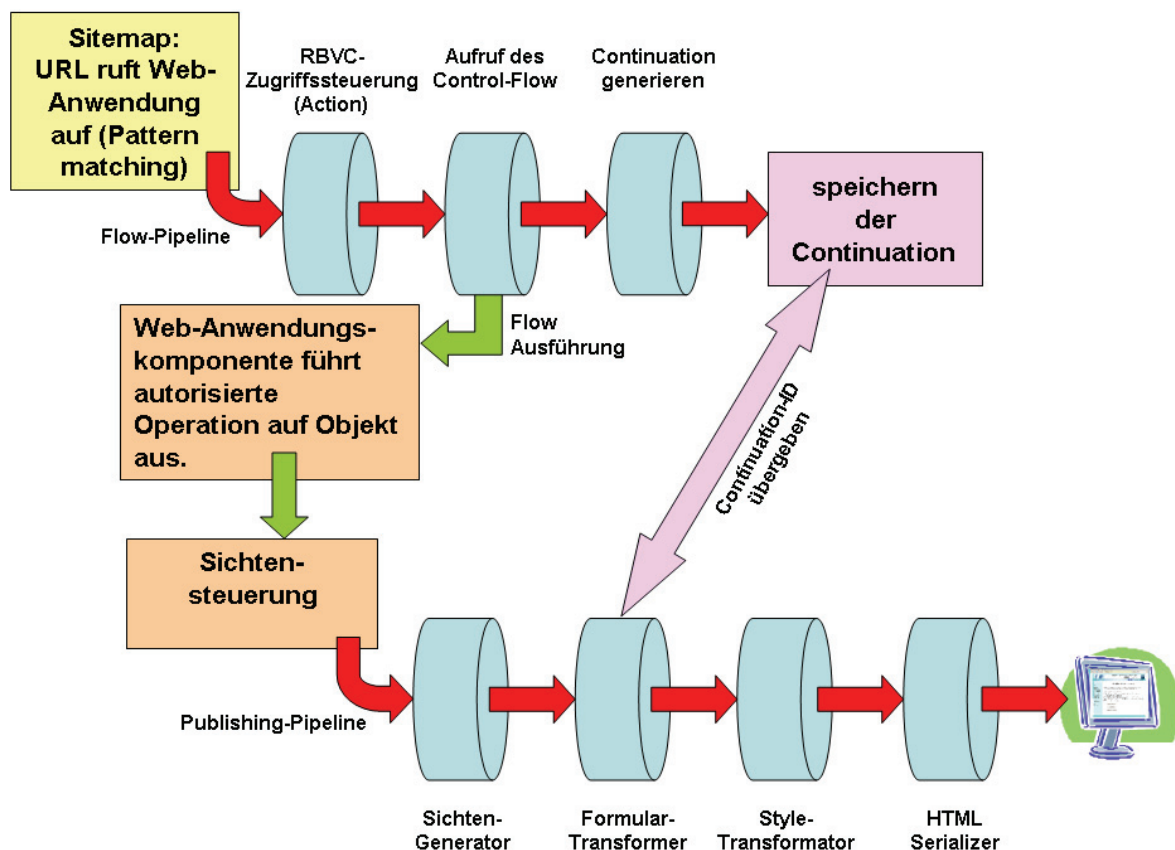 Sitemap:
URL ruft Web-
Anwendung
auf (Pattern
matching)
RBVC-
Zugriffssteuerung
(Action)
Aufruf des
Control-Flow
Continuation
generieren
Flow-Pipeline
speichern
der
Continuation
Flow
Ausführung
Web-Anwendungs-
komponente führt
autorisierte
Operation auf Objekt
aus.
Continuation-ID
übergeben
Sichten-
steuerung
Publishing-Pipeline
Sichten-
Generator
Formular-
Transformer
Style-
Transformator
HTML
Serializer